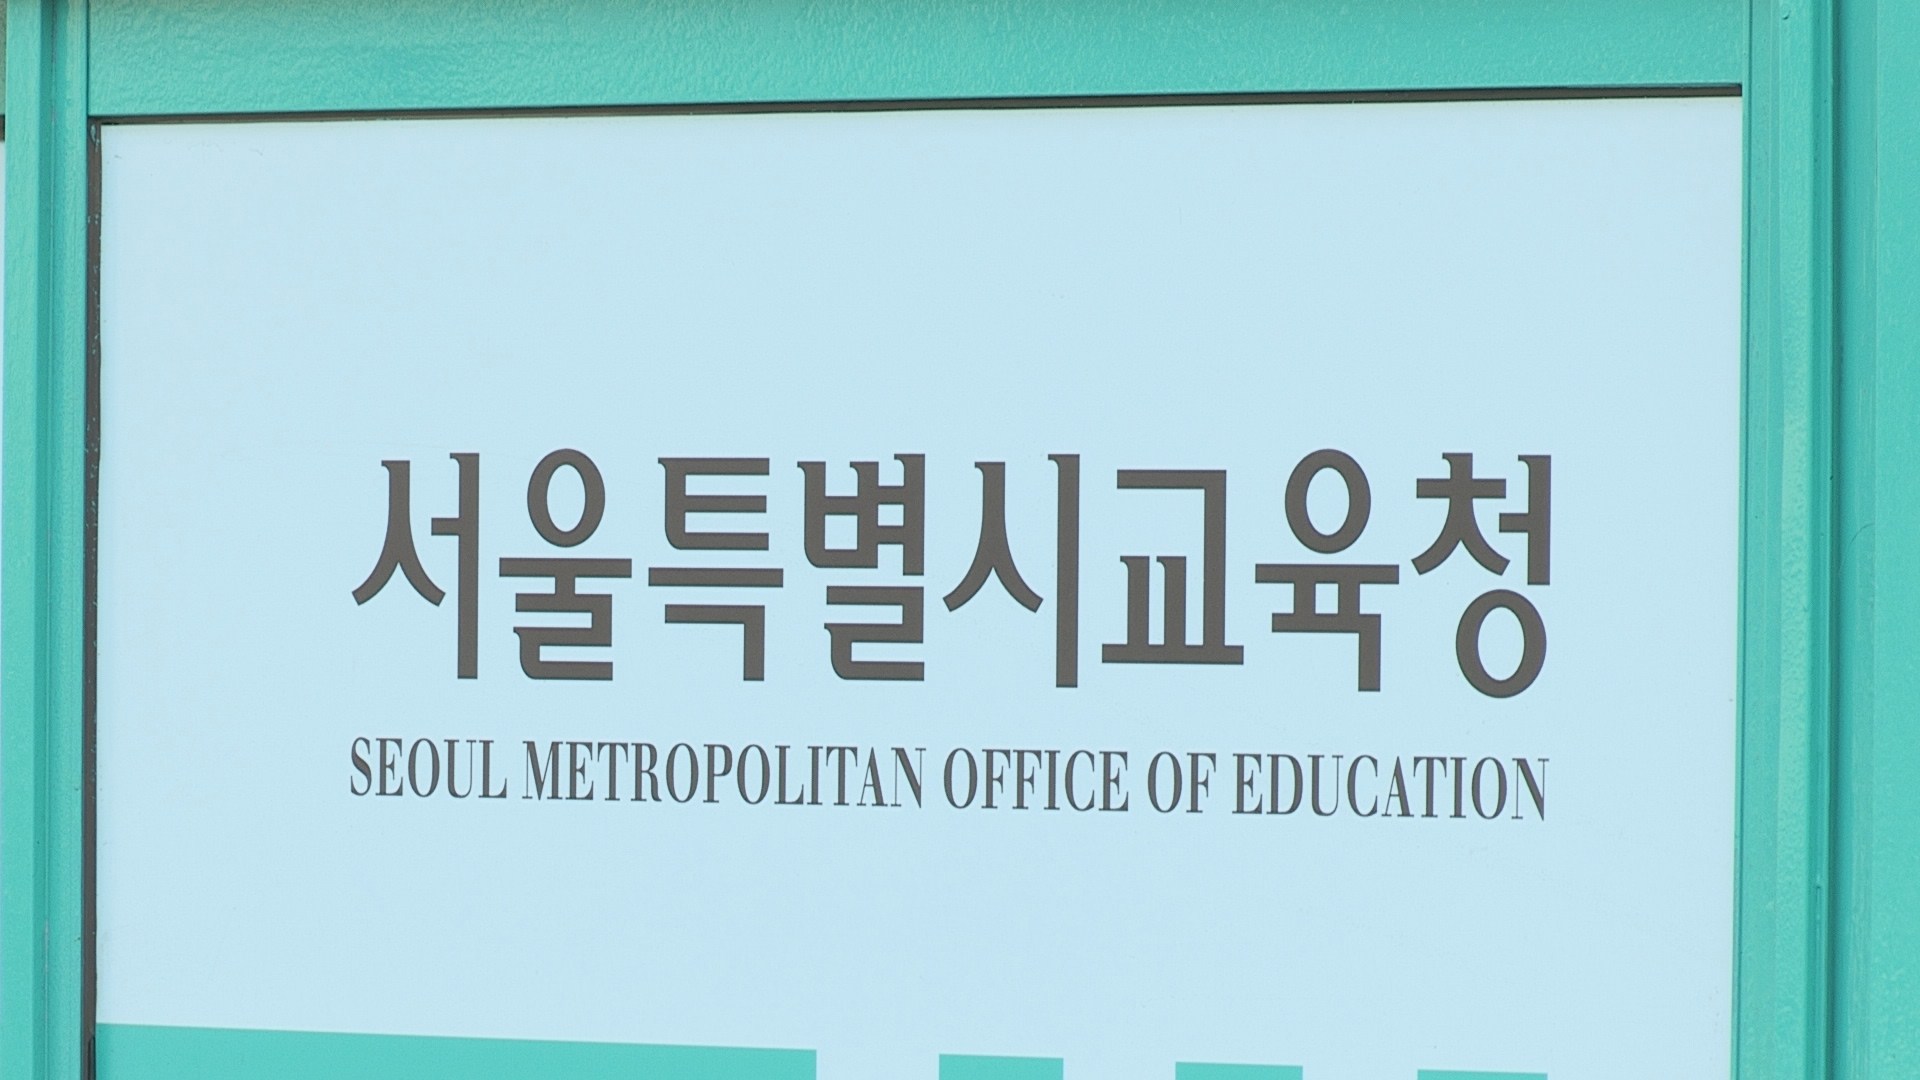 서울특별시교육청
SEOUL METROPOLITAN OFFICE OF EDUCATION